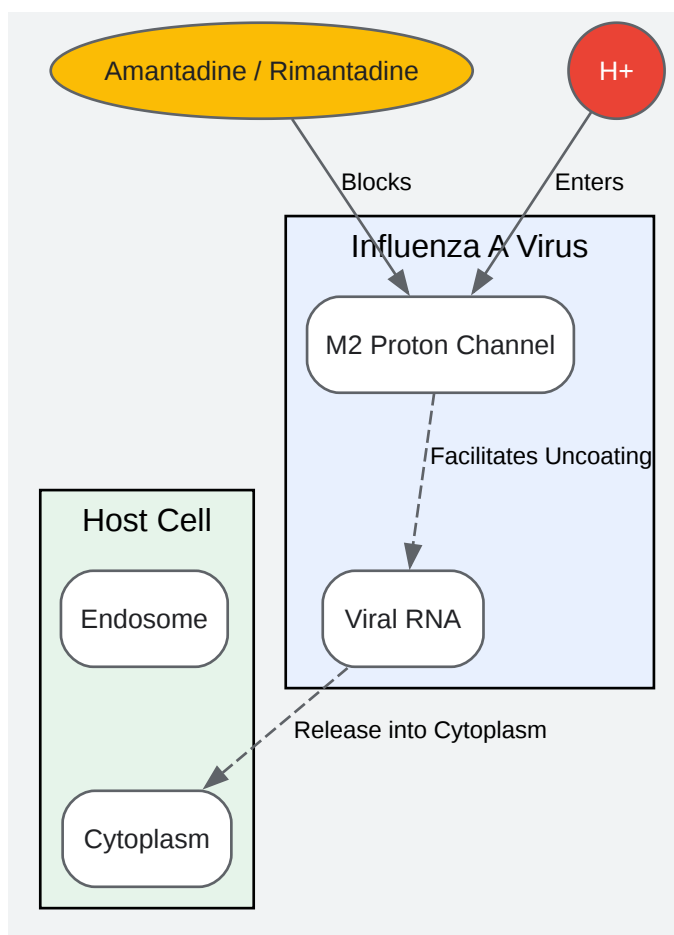 Amantadine / Rimantadine
H+
Blocks
Enters
Influenza A Virus
M2 Proton Channel
Facilitates Uncoating
Host Cell
Endosome
Viral RNA
Release into Cytoplasm
Cytoplasm